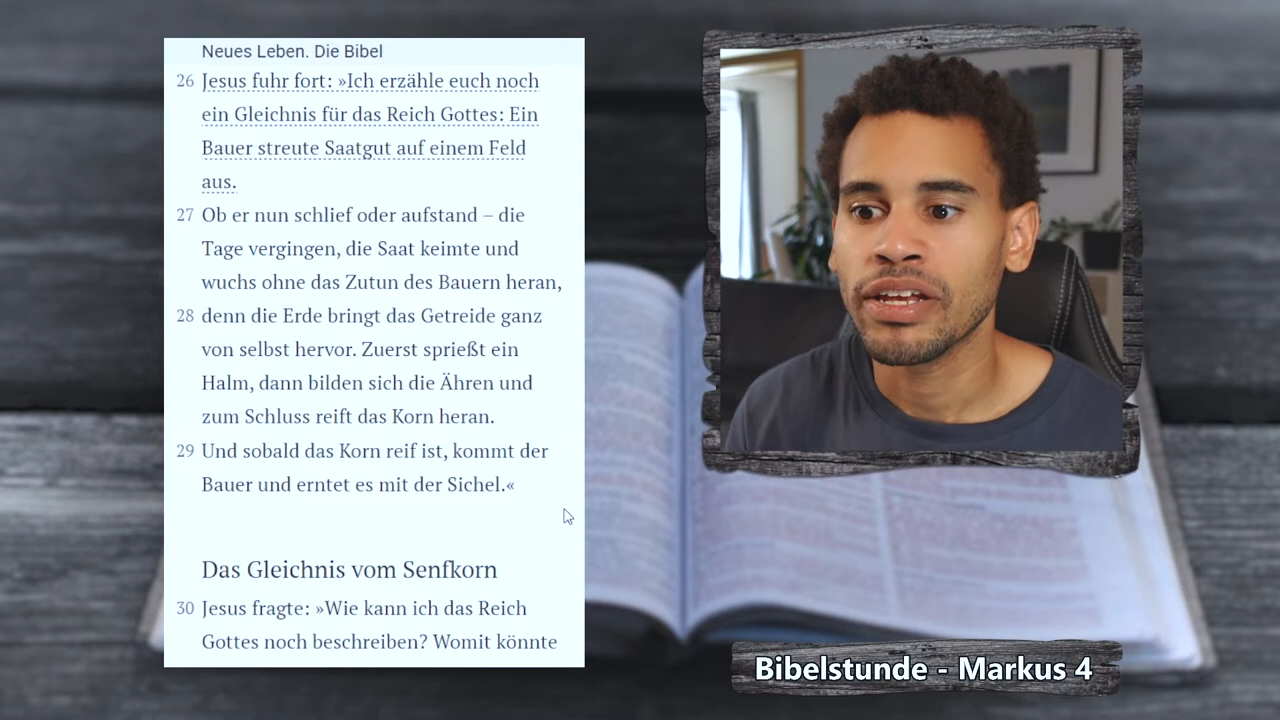 Neues Leben. Die Bibel
26 Jesus fuhr fort: »Ich erzähle euch noch
ein Gleichnis für das Reich Gottes: Ein
Bauer streute Saatgut auf einem Feld
aus.
27 Ob er nun schlief oder aufstand – die
Tage vergingen, die Saat keimte und
wuchs ohne das Zutun des Bauern heran,
28 denn die Erde bringt das Getreide ganz
von selbst hervor. Zuerst sprießt ein
Halm, dann bilden sich die Ähren und
zum Schluss reift das Korn heran.
29 Und sobald das Korn reif ist, kommt der
Bauer und erntet es mit der Sichel.«
Das Gleichnis vom Senfkorn
30 Jesus fragte: »Wie kann ich das Reich
Gottes noch beschreiben? Womit könnte
Bibelstunde - Markus 4